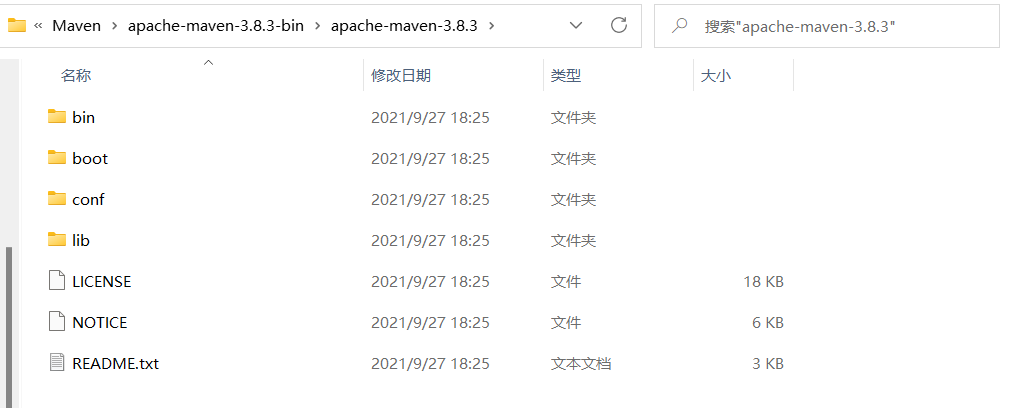 « Maven › apache-maven-3.8.3-bin › apache-maven-3.8.3 › 搜索"apache-maven-3.8.3"
名称 修改日期 类型 大小
bin 2021/9/27 18:25 文件夹
boot 2021/9/27 18:25 文件夹
conf 2021/9/27 18:25 文件夹
lib 2021/9/27 18:25 文件夹
LICENSE 2021/9/27 18:25 文件 18 KB
NOTICE 2021/9/27 18:25 文件 6 KB
README.txt 2021/9/27 18:25 文本文档 3 KB